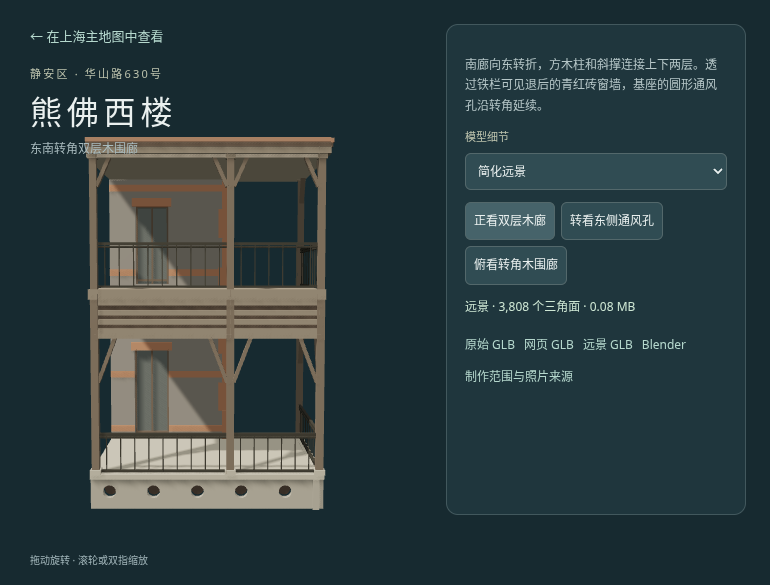 ← 在上海主地图中查看
静安区 · 华山路630号
熊佛西楼
东南转角双层木围廊
拖动旋转 · 滚轮或双指缩放
南廊向东转折，方木柱和斜撑连接上下两层。透
过铁栏可见退后的青红砖窗墙，基座的圆形通风
孔沿转角延续。
模型细节
简化远景
正看双层木廊 转看东侧通风孔
俯看转角木围廊
远景 · 3,808 个三角面 · 0.08 MB
原始 GLB 网页 GLB 远景 GLB Blender
制作范围与照片来源